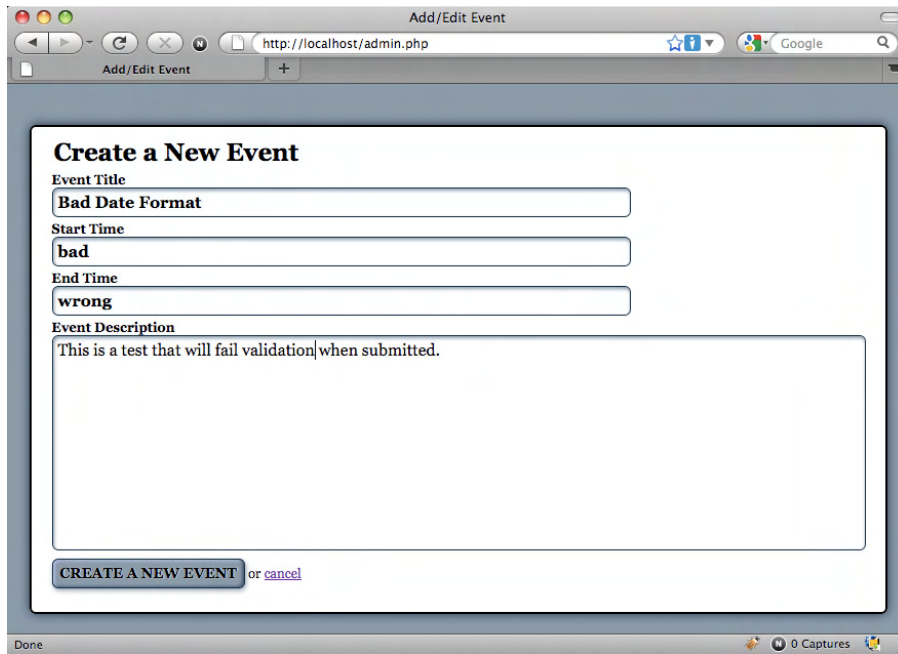 Add/Edit Event
http://localhost/admin.php
Google
Add/Edit Event
+
Create a New Event
Event Title
Bad Date Format
Start Time
bad
End Time
wrong
Event Description
This is a test that will fail validation when submitted.
CREATE A NEW EVENT or cancel
Done
N 0 Captures